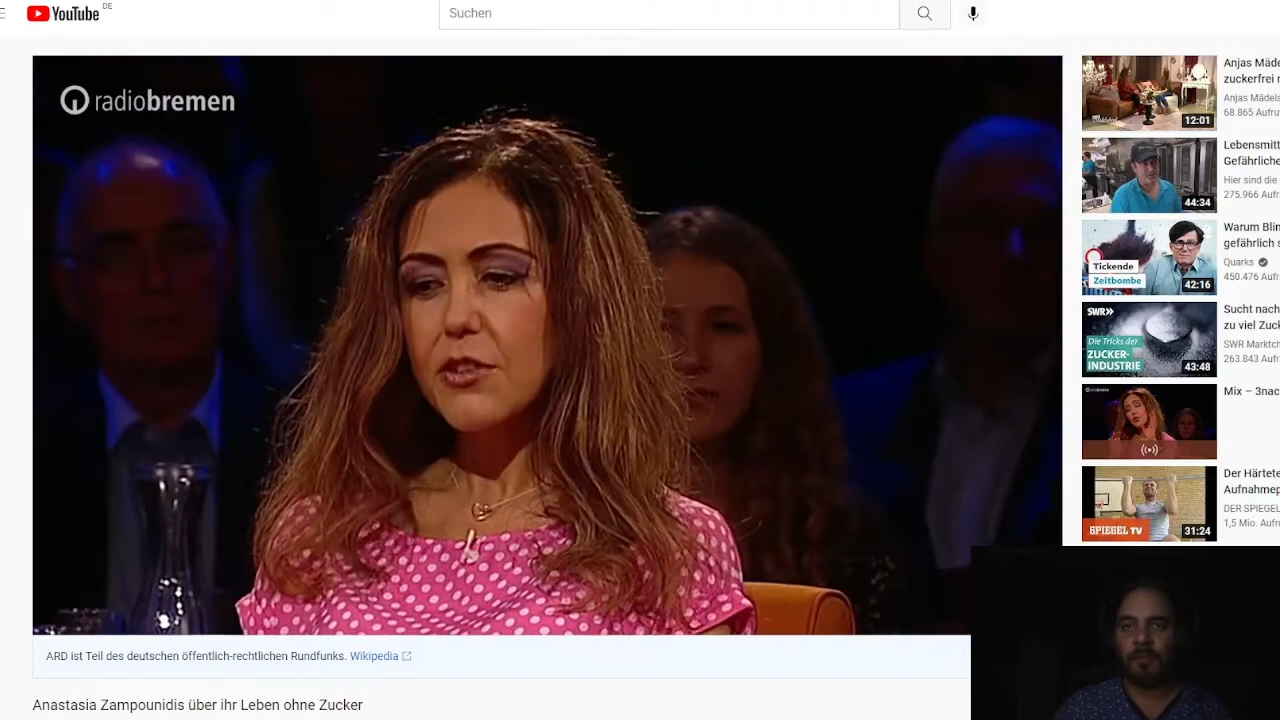 YouTube DE
Suchen
radiobremen
ARD ist Teil des deutschen öffentlich-rechtlichen Rundfunks. Wikipedia
Anastasia Zampounidis über ihr Leben ohne Zucker
12:01
Anjas Mäde
zuckerfrei
Anjas Mädels
68.865 Aufru
44:34
Lebensmitt
Gefährliche
Hier sind die
275.966 Aufr
Tickende
Zeitbombe
42:16
Warum Blin
gefährlich s
Quarks
450.476 Aufr
SWR»
Die Tricks der
ZUCKER-
INDUSTRIE
43:48
Sucht nach
zu viel Zuck
SWR Marktch
263.843 Aufr
Mix – 3nac
SPIEGEL TV
31:24
Der Härtete
Aufnahmep
DER SPIEGEL
1,5 Mio. Aufr